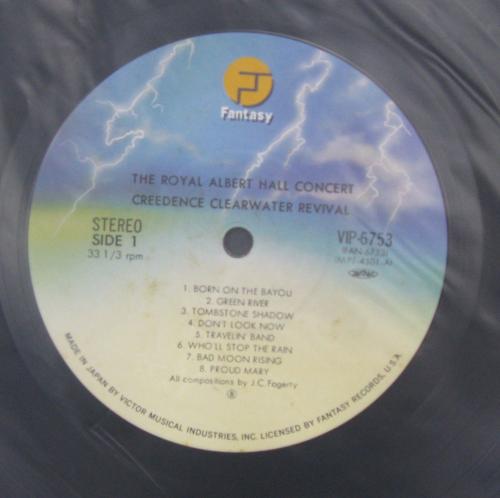 Fantasy
THE ROYAL ALBERT HALL CONCERT
CREEDENCE CLEARWATER REVIVAL
STEREO
SIDE 1
33 1/3 rpm
VIP-6753
1. BORN ON THE BAYOU
2. GREEN RIVER
3. TOMBSTONE SHADOW
4. DON'T LOOK NOW
5. TRAVELIN' BAND
6. WHO'LL STOP THE RAIN
7. BAD MOON RISING
8. PROUD MARY
All compositions by J.C. Fogerty
MADE IN JAPAN BY VICTOR MUSICAL INDUSTRIES, INC. LICENSED BY FANTASY RECORDS, U.S.A.